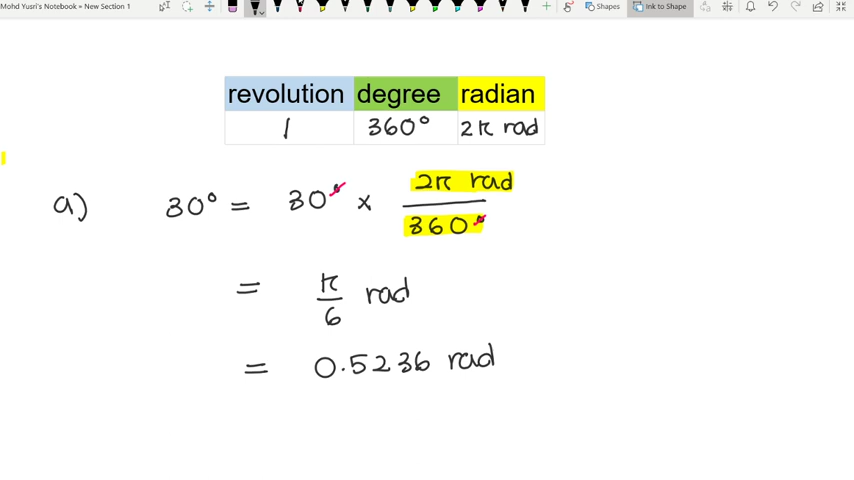 Mohd Yusri's Notebook » New Section 1
Shapes
Ink to Shape
revolution degree radian
1 360° 2π rad
a) 30° = 30° × 2π rad / 360°
= π/6 rad
= 0.5236 rad